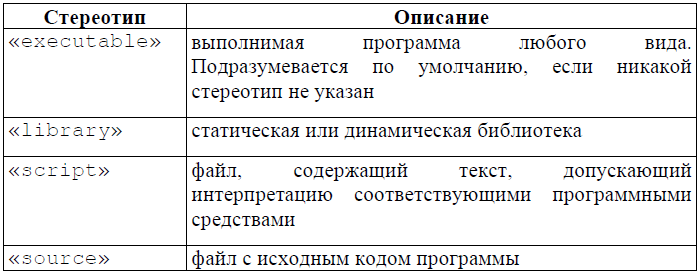 Стереотип Описание
«executable» выполнимая программа любого вида.
Подразумевается по умолчанию, если никакой
стереотип не указан
«library» статическая или динамическая библиотека
«script» файл, содержащий текст, допускающий
интерпретацию соответствующими программными
средствами
«source» файл с исходным кодом программы